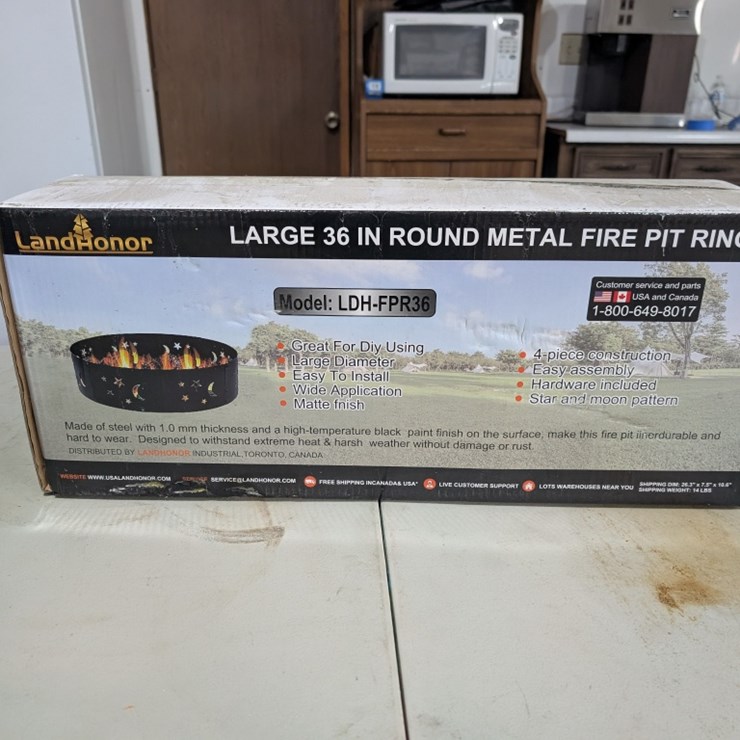 LandHonor
LARGE 36 IN ROUND METAL FIRE PIT RING
Model: LDH-FPR36
Customer service and parts
USA and Canada
1-800-649-8017
Great For Diy Using
Large Diameter
Easy To Install
Wide Application
Matte fnish
4-piece construction
Easy assembly
Hardware included
Star and moon pattern
Made of steel with 1.0 mm thickness and a high-temperature black paint finish on the surface, make this fire pit linerdurable and
hard to wear. Designed to withstand extreme heat & harsh weather without damage or rust.
DISTRIBUTED BY LANDHONOR INDUSTRIAL, TORONTO, CANADA
WEBSITE WWW.USALANDHONOR.COM SERVICE@LANDHONOR.COM FREE SHIPPING INCANADA& USA* LIVE CUSTOMER SUPPORT LOTS WAREHOUSES NEAR YOU
SHIPPING WEIGHT: 14 LBS